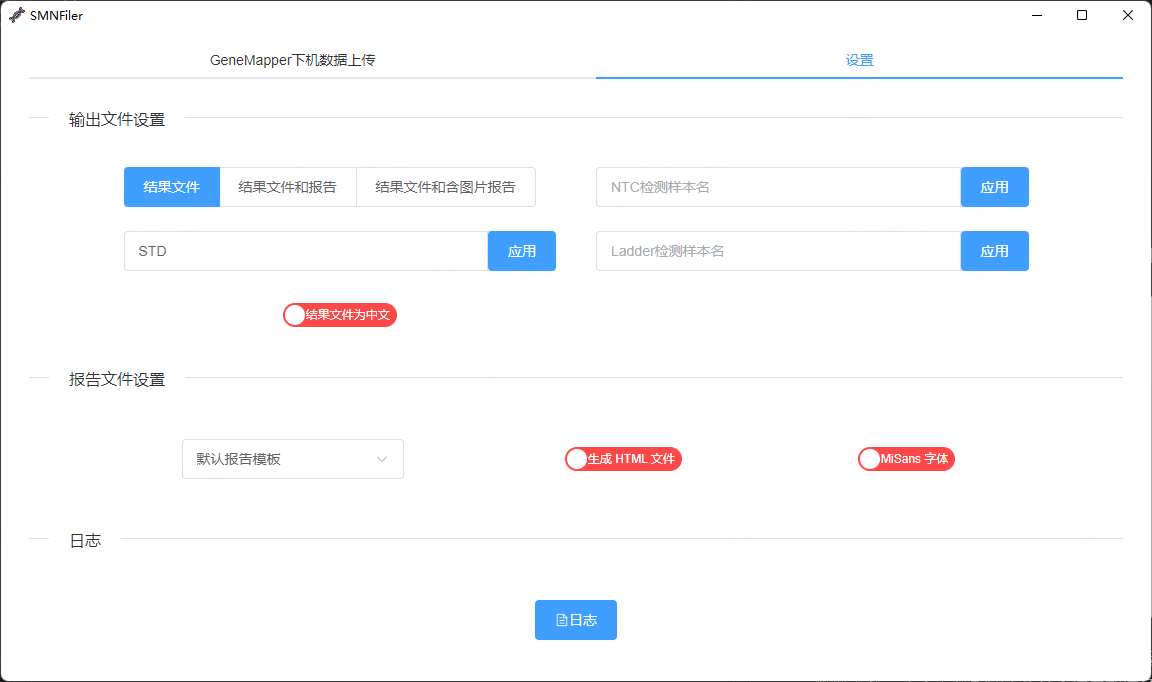 SMNFiler
GeneMapper下机数据上传
设置
输出文件设置
结果文件
结果文件和报告
结果文件和含图片报告
NTC检测样本名
应用
STD
应用
Ladder检测样本名
应用
结果文件为中文
报告文件设置
默认报告模板
生成 HTML 文件
MiSans 字体
日志
日志